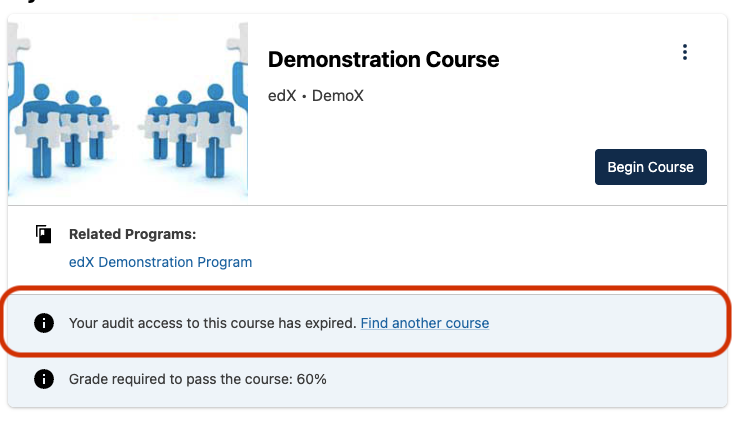 Demonstration Course
edX • DemoX
Begin Course
Related Programs:
edX Demonstration Program
Your audit access to this course has expired. Find another course
Grade required to pass the course: 60%